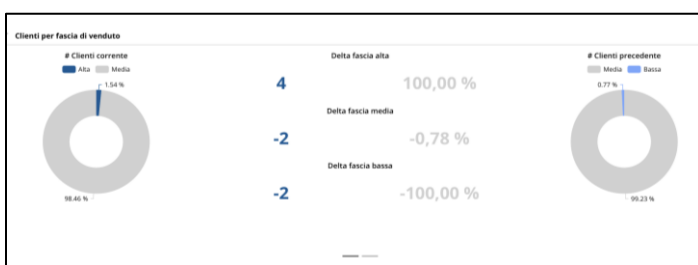 Clienti per fascia di venduto
# Clienti corrente
Alta Media
1.54 %
98.46 %
Delta fascia alta
4 100,00 %
Delta fascia media
-2 -0,78 %
Delta fascia bassa
-2 -100,00 %
# Clienti precedente
Media Bassa
0.77 %
99.23 %